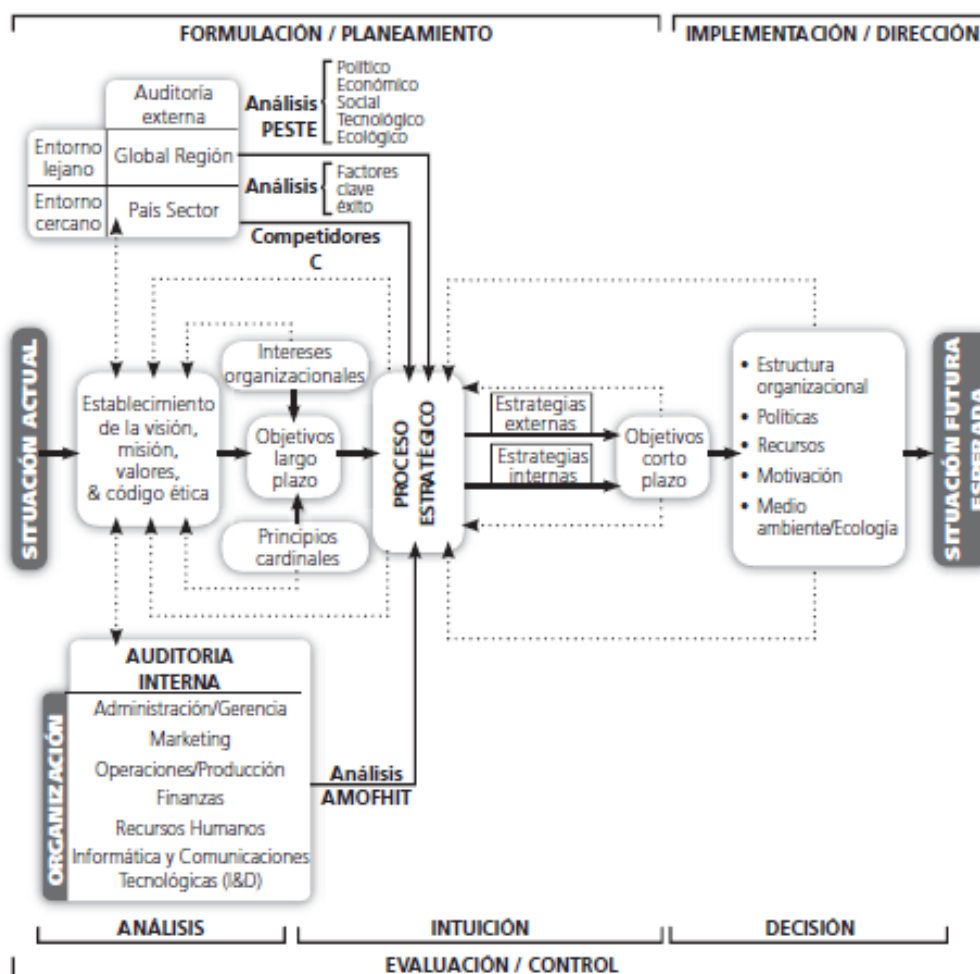 FORMULACIÓN / PLANEAMIENTO
IMPLEMENTACIÓN / DIRECCIÓN
Auditoría
externa
Entorno
lejano
Global Región
Entorno
cercano
País Sector
Análisis
PESTE
Político
Económico
Social
Tecnológico
Ecológico
Análisis
Factores
clave
éxito
Competidores
C
SITUACIÓN ACTUAL
Establecimiento
de la visión,
misión,
valores,
& código ética
Intereses
organizacionales
Objetivos
largo
plazo
Principios
cardinales
PROCESO
ESTRATÉGICO
Estrategias
externas
Estrategias
internas
Objetivos
corto
plazo
• Estructura
organizacional
• Políticas
• Recursos
• Motivación
• Medio
ambiente/Ecología
SITUACIÓN FUTURA
ESPERADA
ORGANIZACIÓN
AUDITORIA
INTERNA
Administración/Gerencia
Marketing
Operaciones/Producción
Finanzas
Recursos Humanos
Informática y Comunicaciones
Tecnológicas (I&D)
Análisis
AMOFHIT
ANÁLISIS
INTUICIÓN
DECISIÓN
EVALUACIÓN / CONTROL